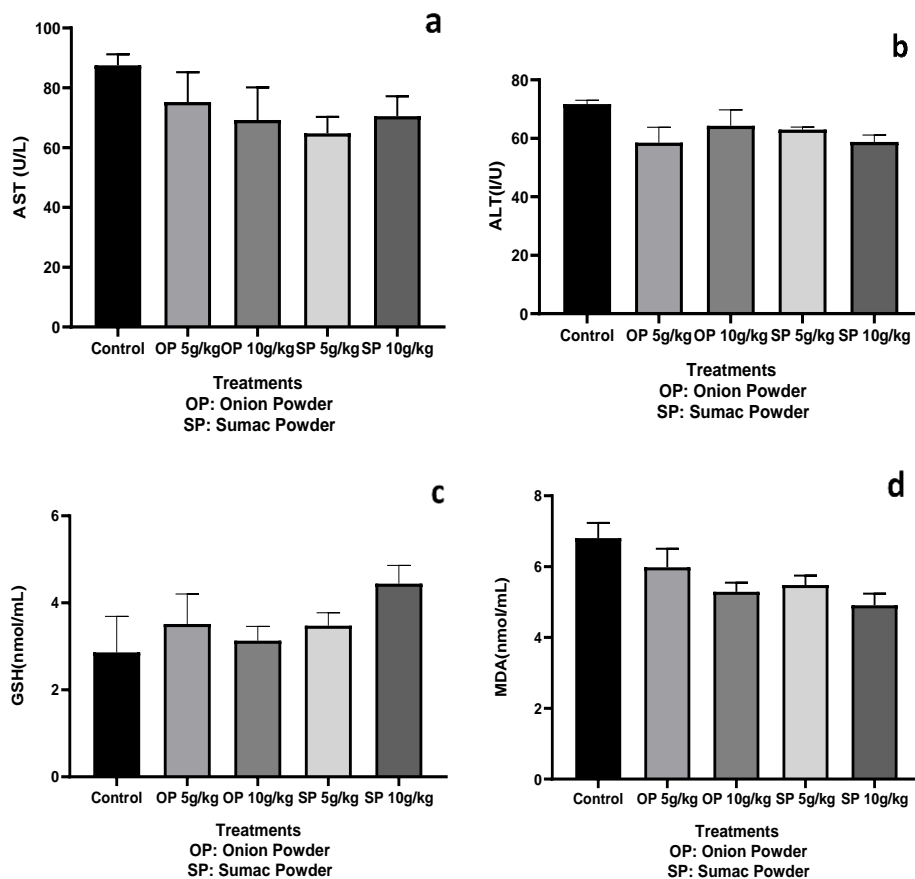 a
100
80
60
40
20
0
AST (U/L)
Control OP 5g/kg OP 10g/kg SP 5g/kg SP 10g/kg
Treatments
OP: Onion Powder
SP: Sumac Powder
b
80
60
40
20
0
ALT(I/U)
Control OP 5g/kg OP 10g/kg SP 5g/kg SP 10g/kg
Treatments
OP: Onion Powder
SP: Sumac Powder
c
6
4
3
2
0
GSH(nmol/mL)
Control OP 5g/kg OP 10g/kg SP 5g/kg SP 10g/kg
Treatments
OP: Onion Powder
SP: Sumac Powder
d
8
6
4
2
0
MDA(nmol/mL)
Control OP 5g/kg OP 10g/kg SP 5g/kg SP 10g/kg
Treatments
OP: Onion Powder
SP: Sumac Powder